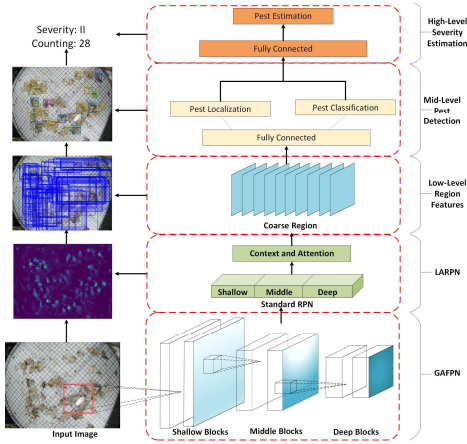 Severity: II
Counting: 28
Pest Estimation
Fully Connected
High-Level
Severity
Estimation
Pest Localization
Pest Classification
Fully Connected
Mid-Level
Pest
Detection
Coarse Region
Low-Level
Region
Features
Context and Attention
Shallow
Middle
Deep
Standard RPN
LARPN
GAFPN
Input Image
Shallow Blocks
Middle Blocks
Deep Blocks